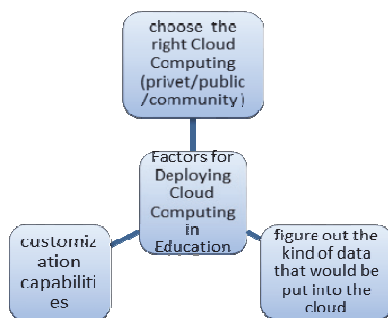 choose the
right Cloud
Computing
(privet/public
/community)
Factors for
Deploying
Cloud
Computing
in
Education
customiz
ation
capabiliti
es
figure out the
kind of data
that would be
put into the
cloud